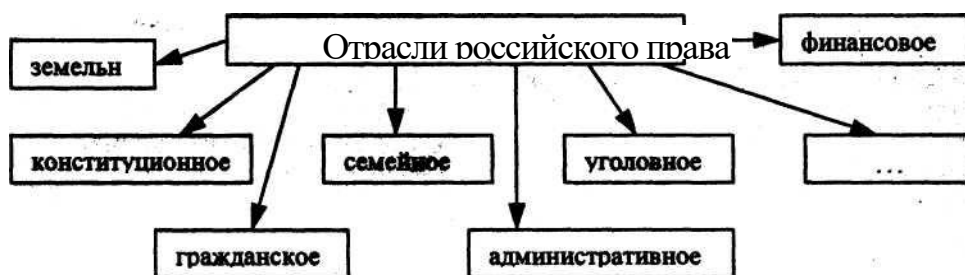 Отрасли российского права
финансовое
земельн
конституционное
семейное
уголовное
...
гражданское
административное